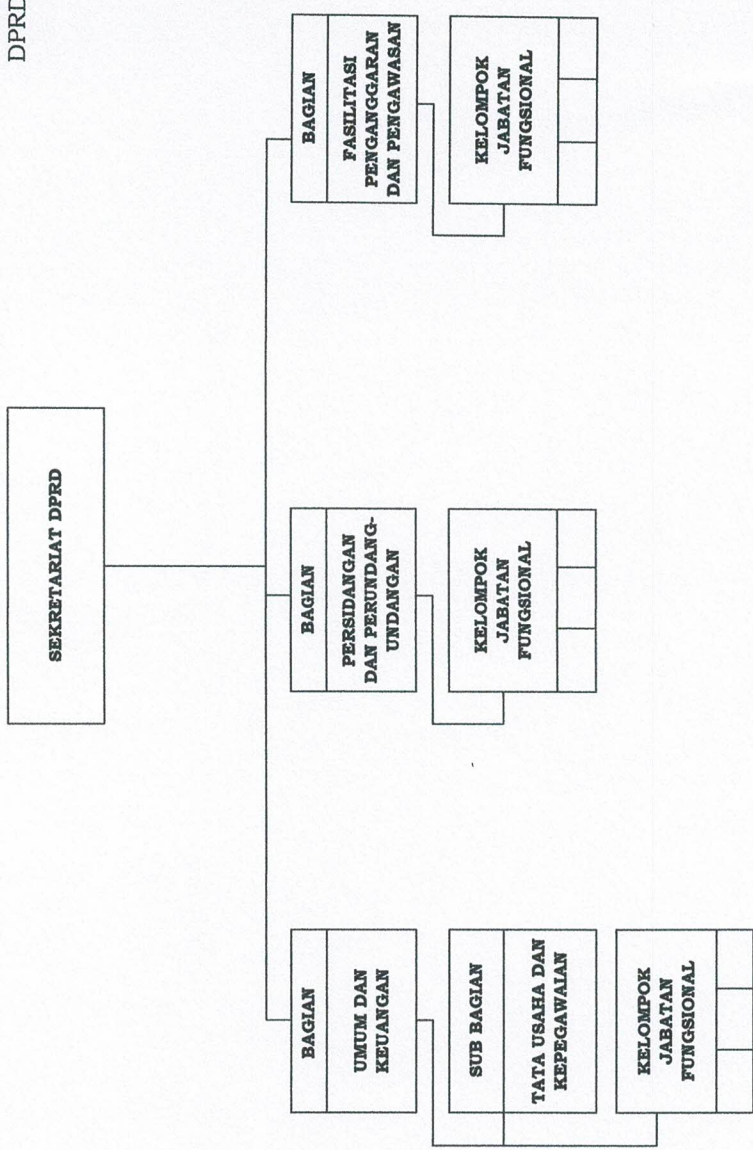 DPRD
SEKRETARIAT DPRD
BAGIAN
UMUM DAN
KEUANGAN
SUB BAGIAN
TATA USAHA DAN
KEPEGAWAIAN
KELOMPOK
JABATAN
FUNGSIONAL
BAGIAN
PERSIDANGAN
DAN PERUNDANG-
UNDANGAN
KELOMPOK
JABATAN
FUNGSIONAL
BAGIAN
FASILITASI
PENGANGGARAN
DAN PENGAWASAN
KELOMPOK
JABATAN
FUNGSIONAL